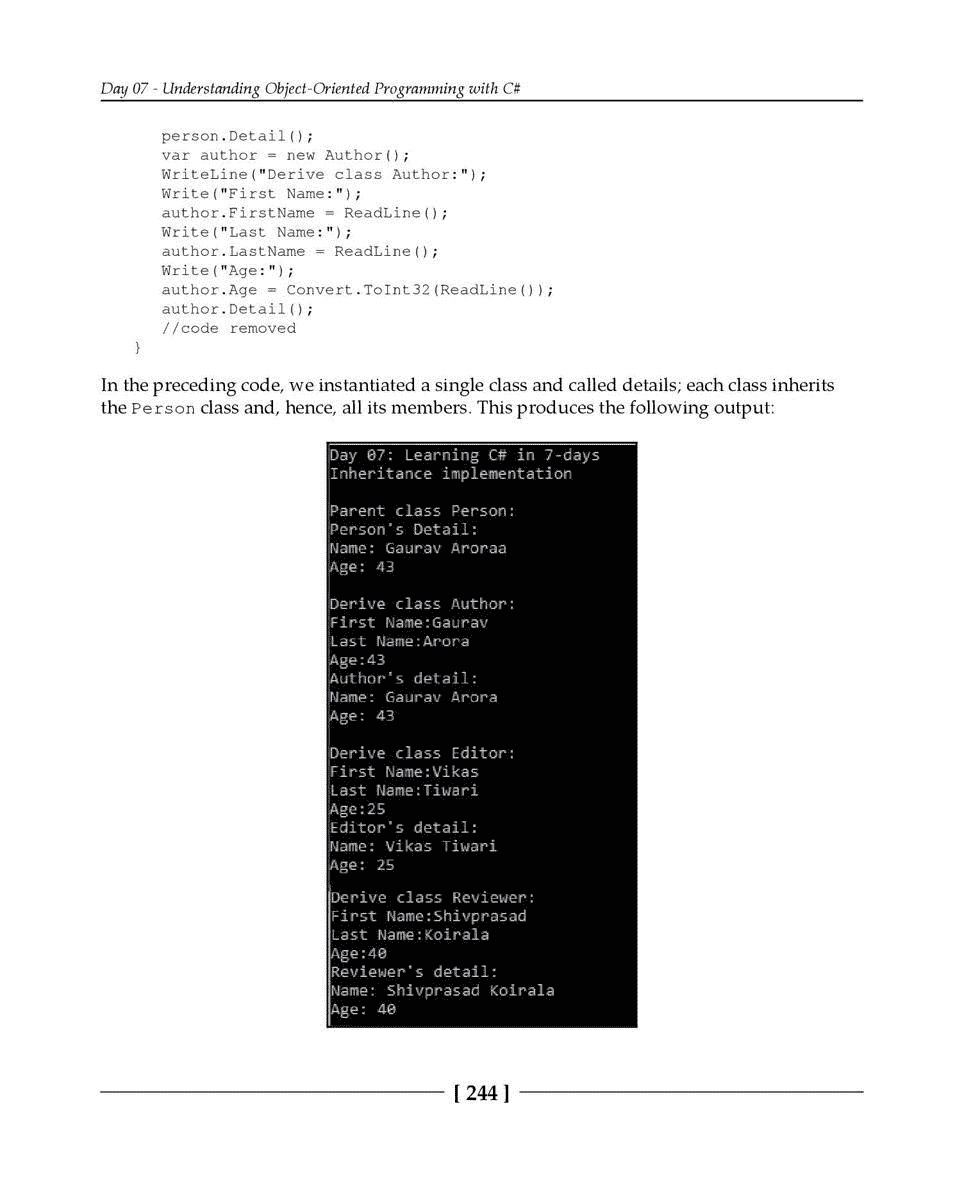 Day 07 - Understanding Object-Oriented Programming with C#
person.Detail();
var author = new Author();
WriteLine("Derive class Author:");
Write("First Name:");
author.FirstName = ReadLine();
Write("Last Name:");
author.LastName = ReadLine();
Write("Age:");
author.Age = Convert.ToInt32(ReadLine());
author.Detail();
//code removed
}
In the preceding code, we instantiated a single class and called details; each class inherits
the Person class and, hence, all its members. This produces the following output:
Day 07: Learning C# in 7-days
Inheritance implementation
Parent class Person:
Person's Detail:
Name: Gaurav Aroraa
Age: 43
Derive class Author:
First Name:Gaurav
Last Name:Arora
Age:43
Author's detail:
Name: Gaurav Arora
Age: 43
Derive class Editor:
First Name:Vikas
Last Name:Tiwari
Age:25
Editor's detail:
Name: Vikas Tiwari
Age: 25
Derive class Reviewer:
First Name:Shivprasad
Last Name:Koirala
Age:40
Reviewer's detail:
Name: Shivprasad Koirala
Age: 40
[ 244 ]